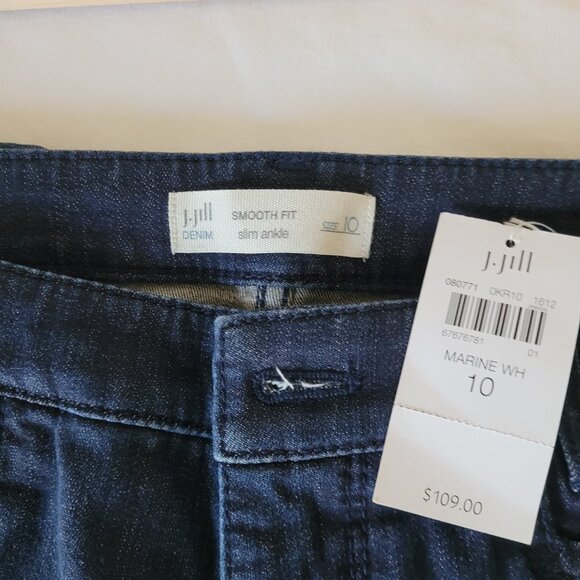 J.Jill
DENIM
SMOOTH FIT
slim ankle
SIZE 10
J.Jill
080771 0KR10 1612
67676781 01
MARINE WH
10
$109.00